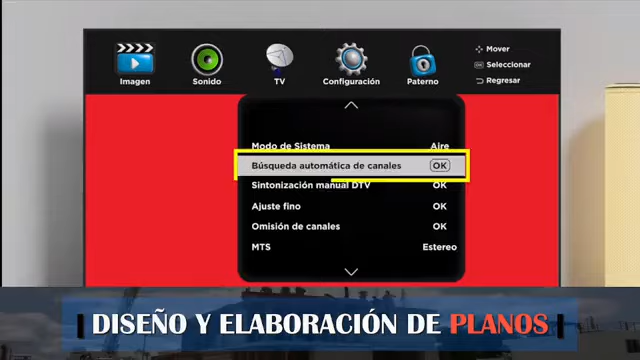 Imagen
Sonido
TV
Configuración
Paterno
Mover
OK Seleccionar
Regresar
Modo de Sistema Aire
Búsqueda automática de canales OK
Sintonización manual DTV OK
Ajuste fino OK
Omisión de canales OK
MTS Estereo
DISEÑO Y ELABORACIÓN DE PLANOS